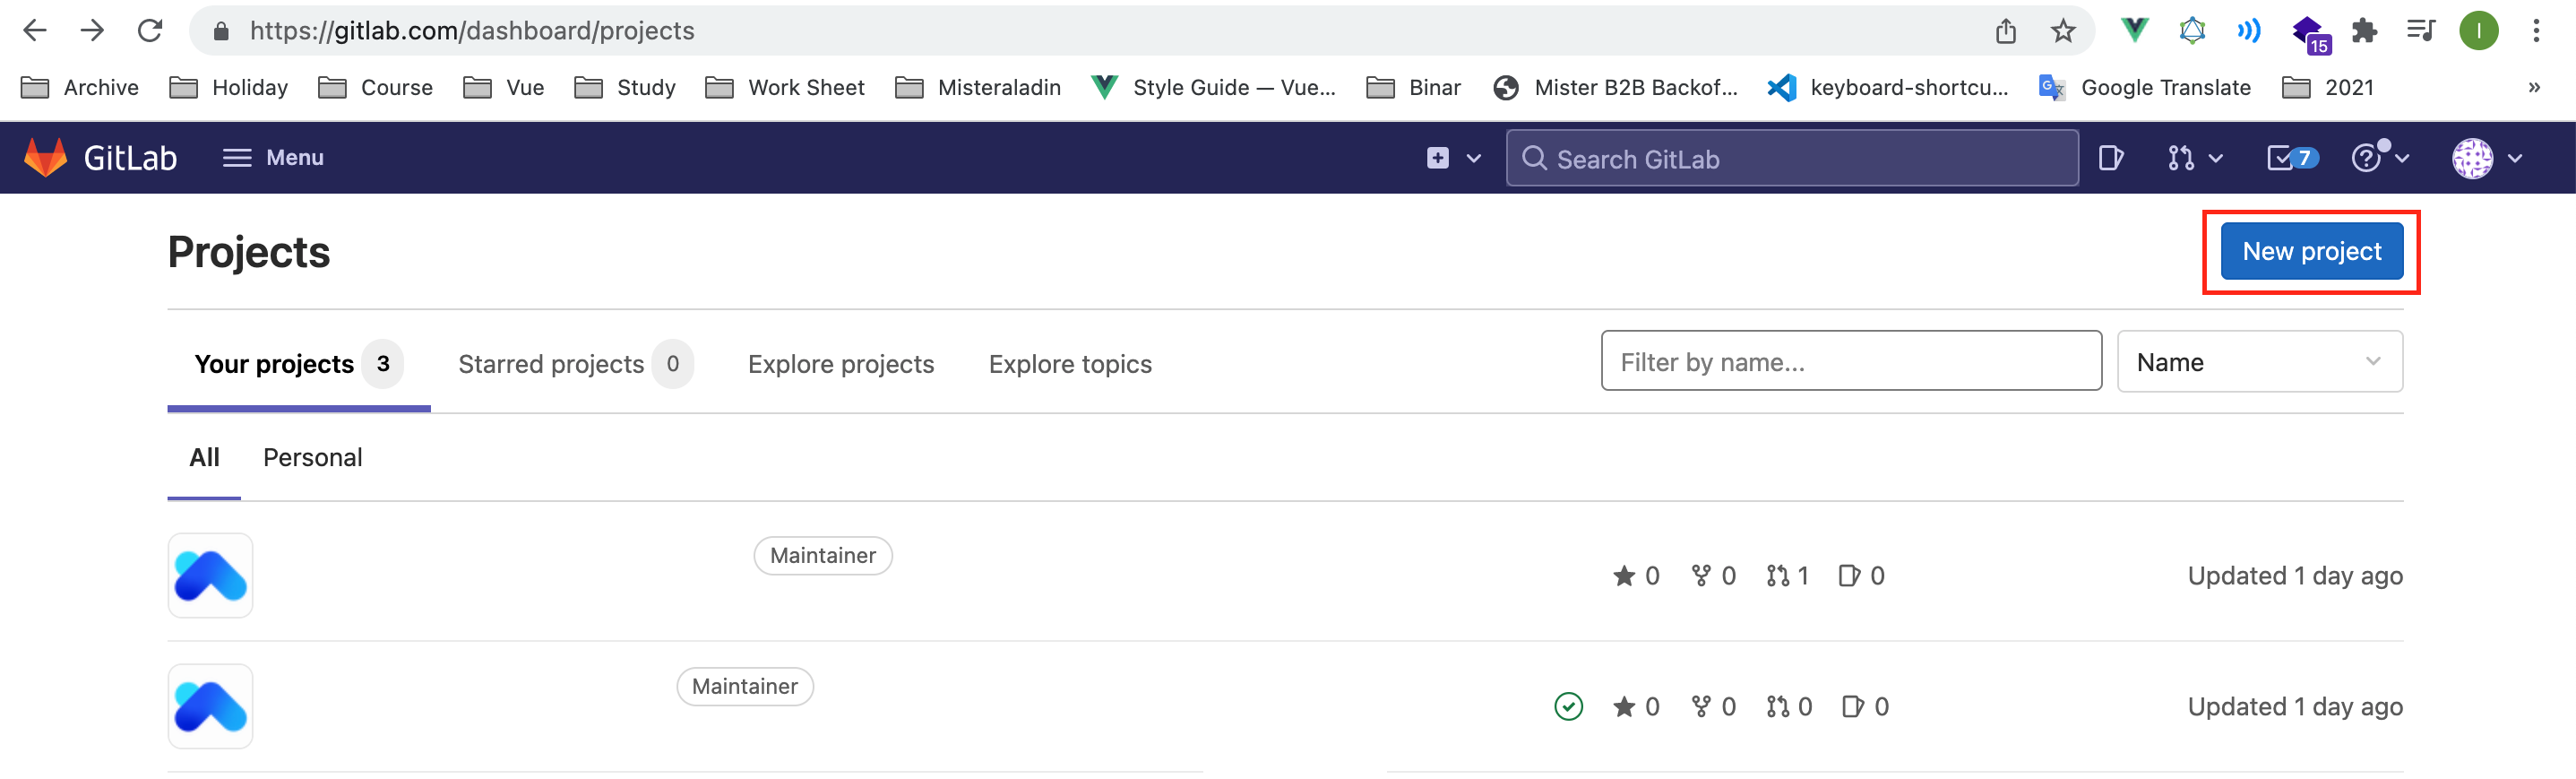 https://gitlab.com/dashboard/projects
15
I
Archive Holiday Course Vue Study Work Sheet Misteraladin Style Guide — Vue... Binar Mister B2B Backof... keyboard-shortcu... Google Translate 2021 »
GitLab Menu Search GitLab 7
Projects New project
Your projects 3 Starred projects 0 Explore projects Explore topics Filter by name... Name
All Personal
Maintainer
0 0 1 0 Updated 1 day ago
Maintainer
0 0 0 0 Updated 1 day ago